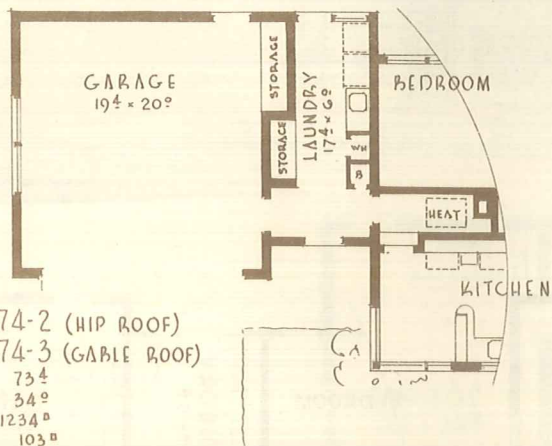 GARAGE
19⁴ × 20⁰
STORAGE
STORAGE
LAUNDRY
17⁴ × 6⁰
W.H.
B
BEDROOM
HEAT
KITCHEN
74-2 (HIP ROOF)
74-3 (GABLE ROOF)
73⁴
34⁰
1234▫
103▫